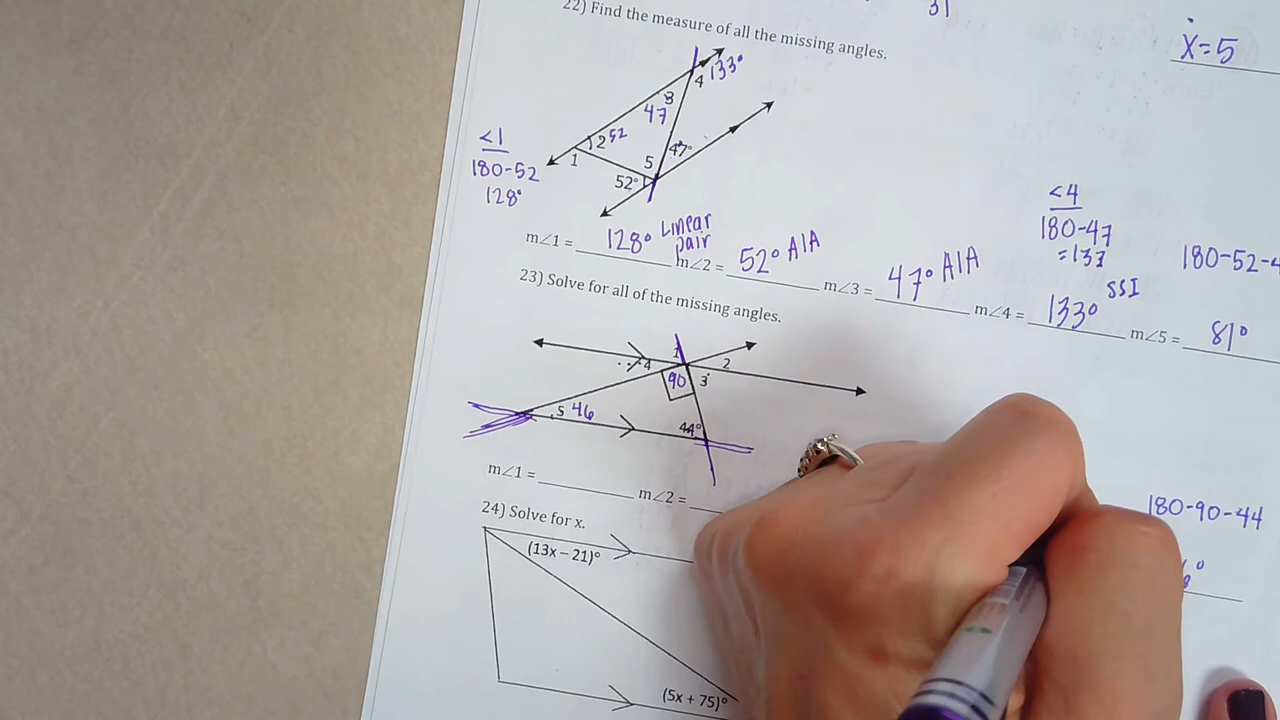 31
ẋ=5
22) Find the measure of all the missing angles.
133°
4
3
47
2 52
1
5
47°
52°
<1
180-52
128°
<4
180-47
=133
180-52-4
m∠1 = 128° Linear pair
m∠2 = 52° AIA
m∠3 = 47° AIA
m∠4 = 133° SSI
m∠5 = 81°
23) Solve for all of the missing angles.
1
2
4
90
3
5 46
44°
180-90-44
m∠1 =
m∠2 =
24) Solve for x.
(13x – 21)°
(5x + 75)°